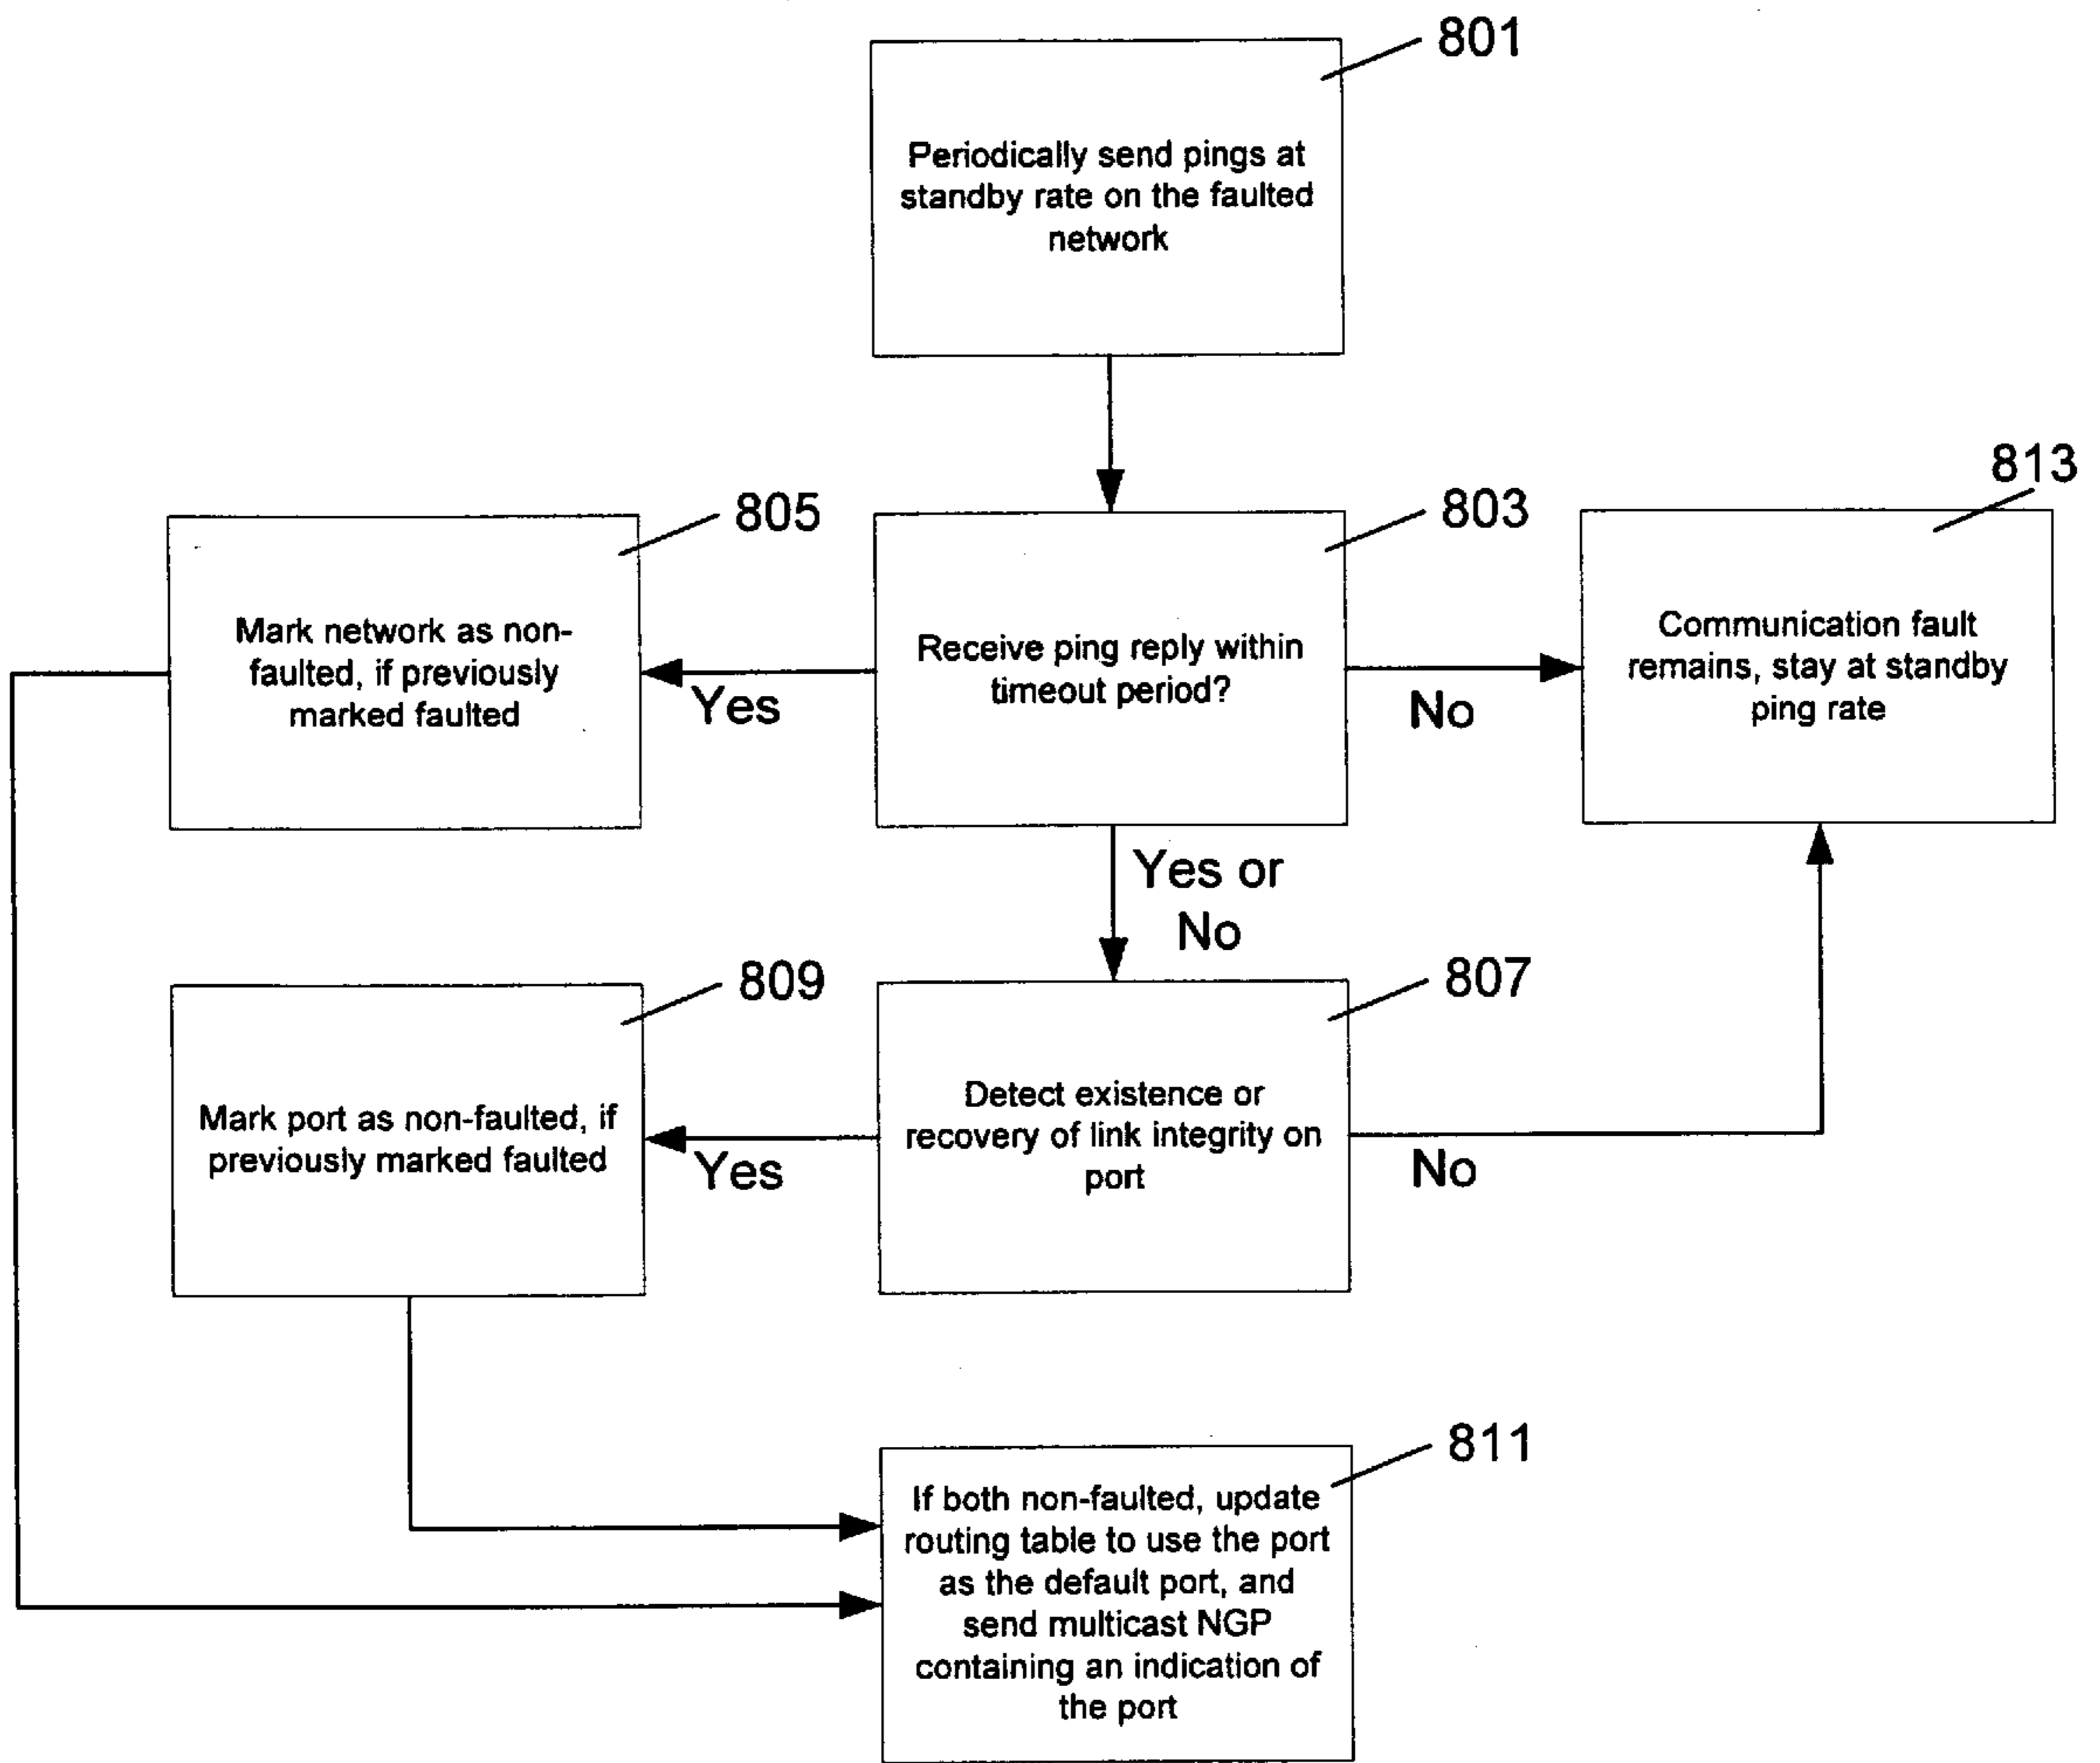 801
Periodically send pings at
standby rate on the faulted
network
813
805
803
Mark network as non-
faulted, if previously
marked faulted
Receive ping reply within
timeout period?
Communication fault
remains, stay at standby
ping rate
Yes
No
Yes or
No
809
807
Mark port as non-faulted, if
previously marked faulted
Detect existence or
recovery of link integrity on
port
Yes
No
811
If both non-faulted, update
routing table to use the port
as the default port, and
send multicast NGP
containing an indication of
the port